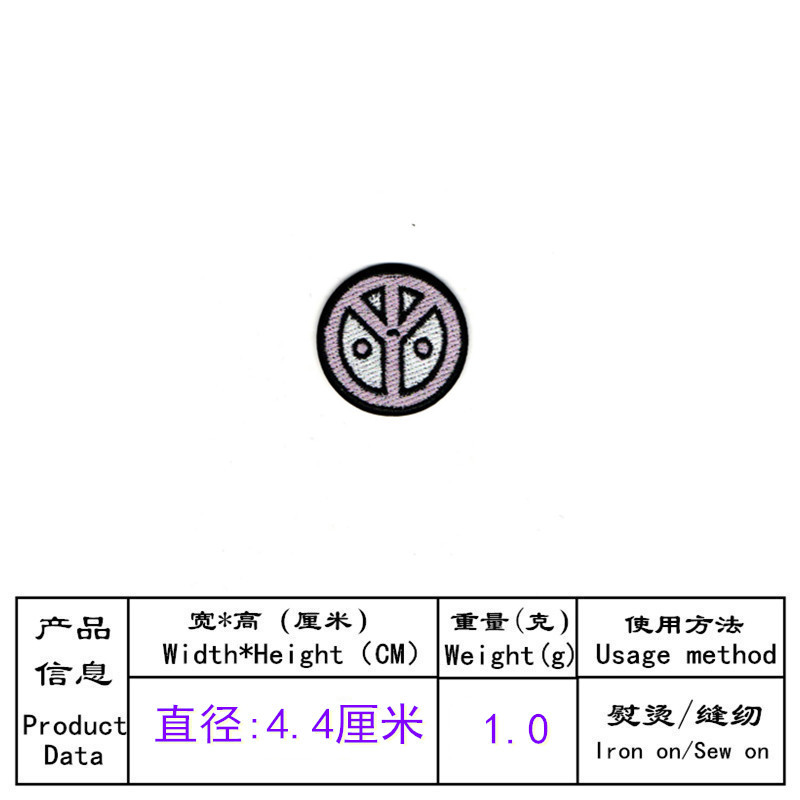 产品
信息
Product
Data
宽*高 (厘米)
Width*Height (CM)
重量(克)
Weight(g)
使用方法
Usage method
直径:4.4厘米
1.0
熨烫/缝纫
Iron on/Sew on